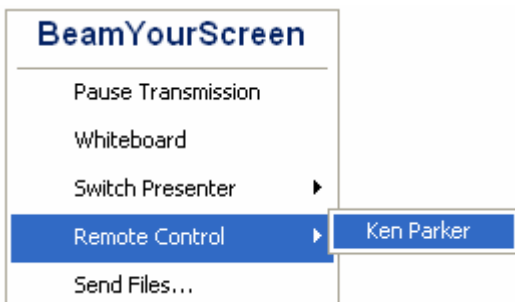 BeamYourScreen
Pause Transmission
Whiteboard
Switch Presenter
Remote Control
Ken Parker
Send Files...